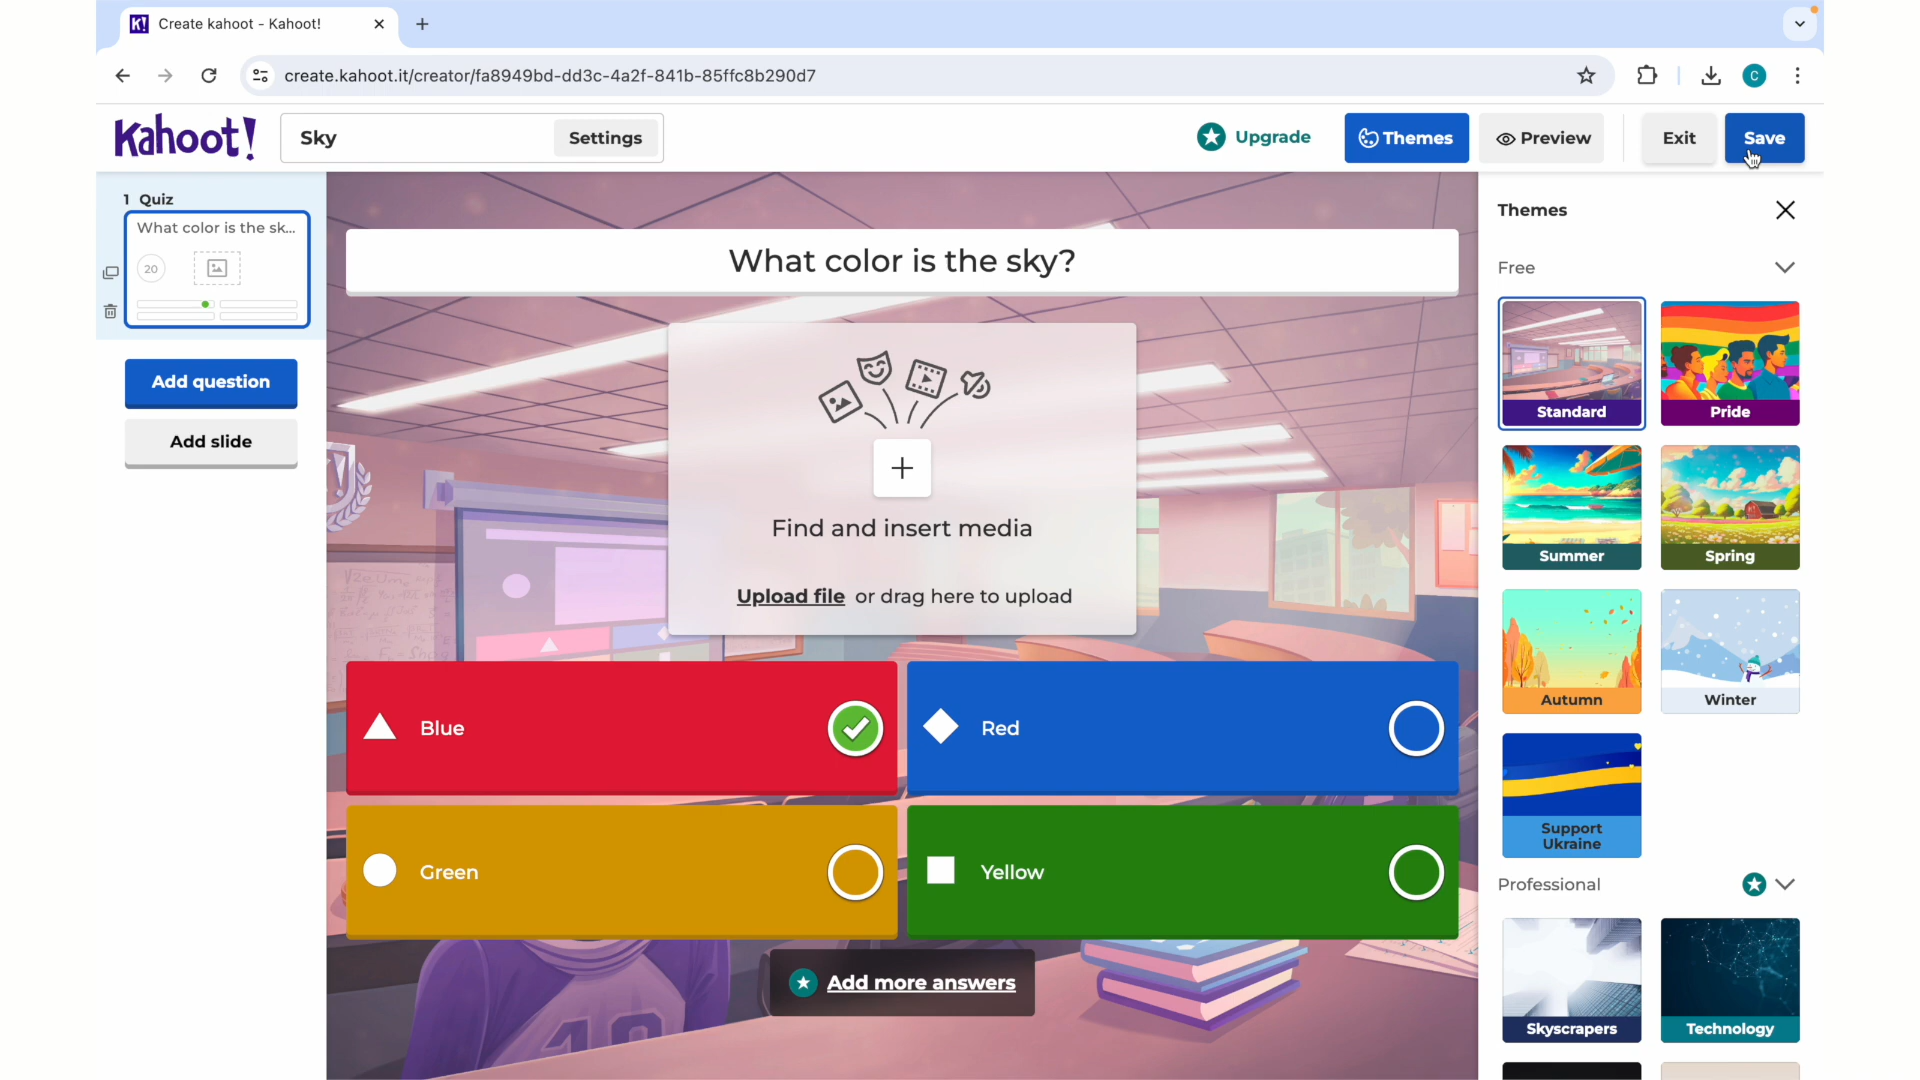 Create kahoot - Kahoot!
create.kahoot.it/creator/fa8949bd-dd3c-4a2f-841b-85ffc8b290d7
C
Kahoot!
Sky
Settings
Upgrade
Themes
Preview
Exit
Save
1 Quiz
What color is the sk...
20
Add question
Add slide
What color is the sky?
Find and insert media
Upload file or drag here to upload
Blue
Red
Green
Yellow
Add more answers
Themes
Free
Standard
Pride
Summer
Spring
Autumn
Winter
Support
Ukraine
Professional
Skyscrapers
Technology